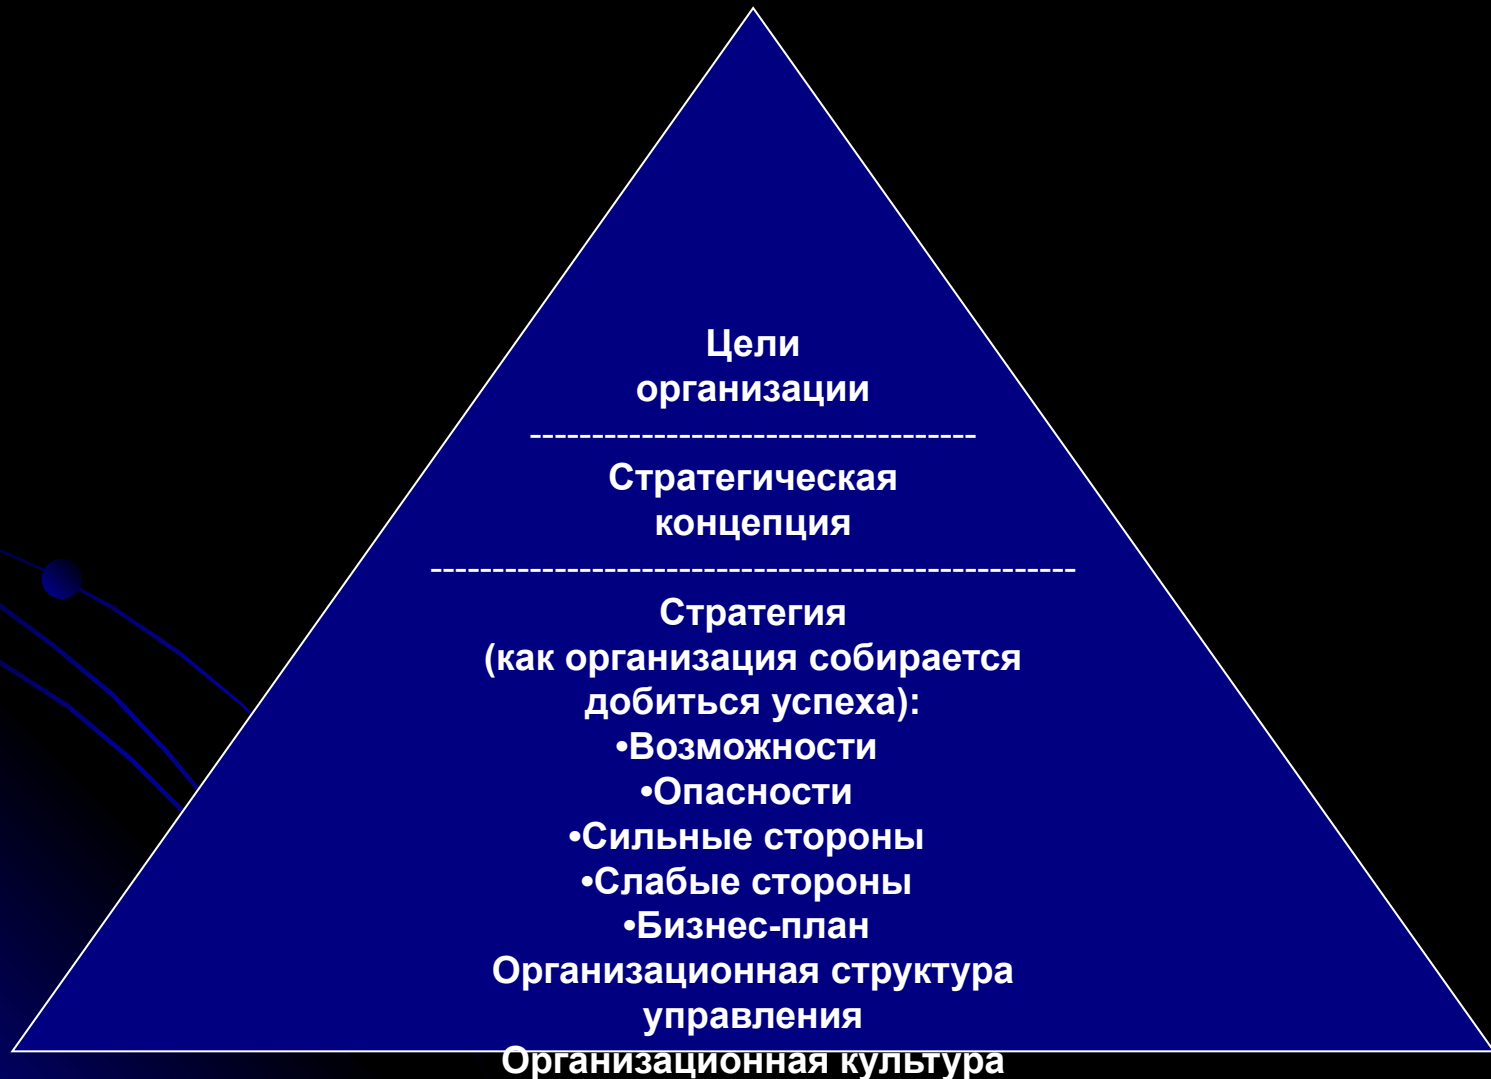 Цели
организации
------------------------------------
Стратегическая
концепция
----------------------------------------------------
Стратегия
(как организация собирается
добиться успеха):
•Возможности
•Опасности
•Сильные стороны
•Слабые стороны
•Бизнес-план
Организационная структура
управления
Организационная культура